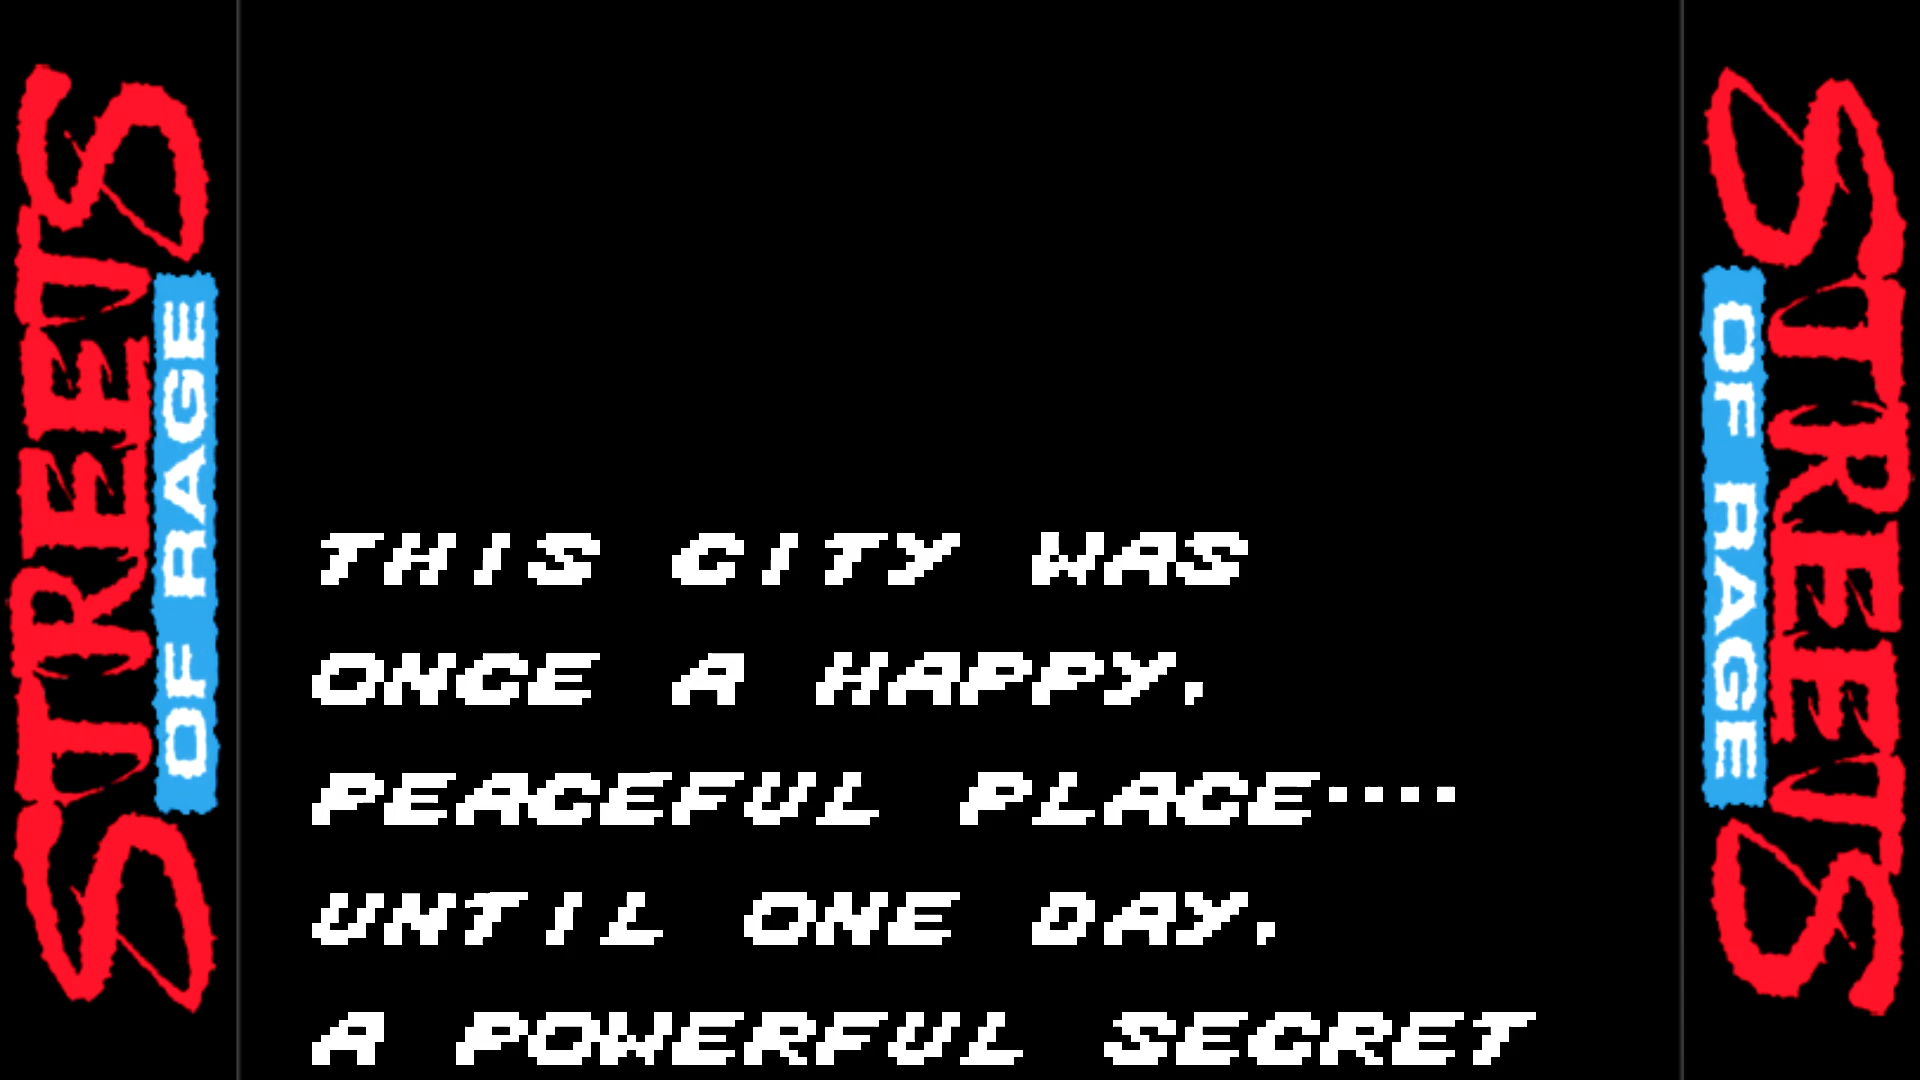 STREETS
OF RAGE
THIS CITY WAS
ONCE A HAPPY,
PEACEFUL PLACE....
UNTIL ONE DAY,
A POWERFUL SECRET
STREETS
OF RAGE